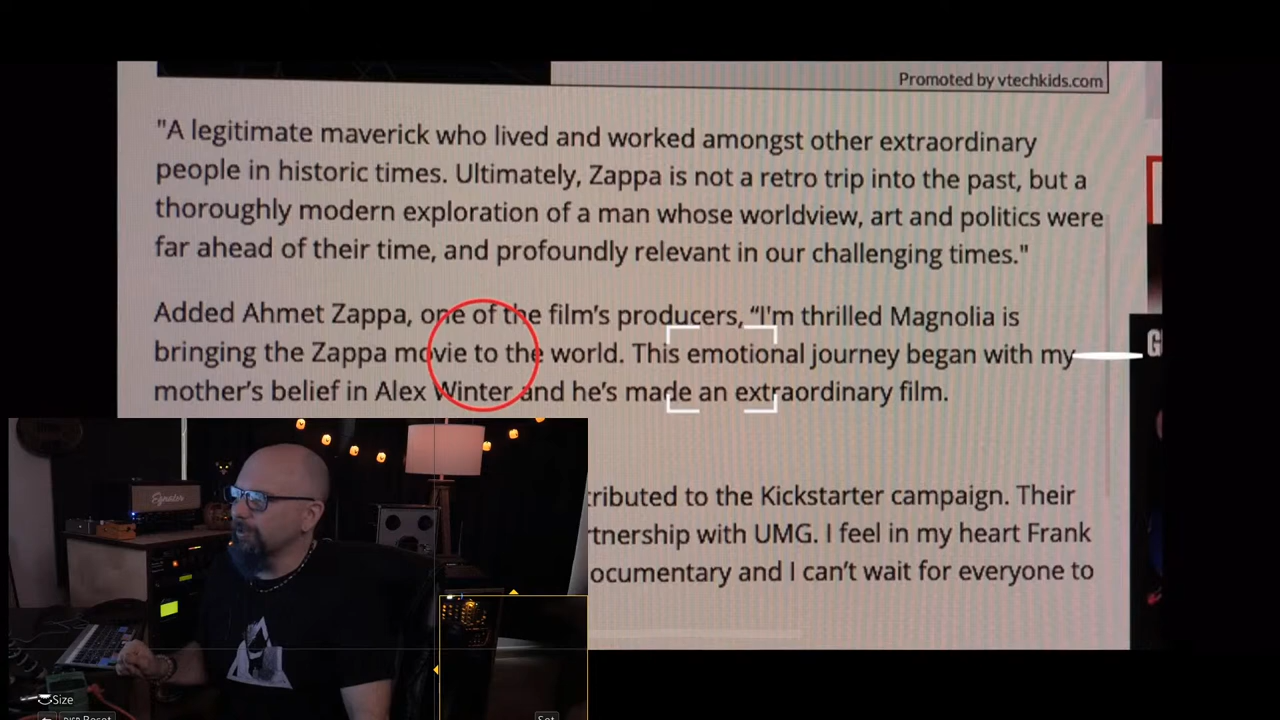 Promoted by vtechkids.com
"A legitimate maverick who lived and worked amongst other extraordinary
people in historic times. Ultimately, Zappa is not a retro trip into the past, but a
thoroughly modern exploration of a man whose worldview, art and politics were
far ahead of their time, and profoundly relevant in our challenging times."
Added Ahmet Zappa, one of the film's producers, “I'm thrilled Magnolia is
bringing the Zappa movie to the world. This emotional journey began with my
mother's belief in Alex Winter and he's made an extraordinary film.
tributed to the Kickstarter campaign. Their
rtnership with UMG. I feel in my heart Frank
ocumentary and I can't wait for everyone to
G
Egnator
Size
Reset
Set